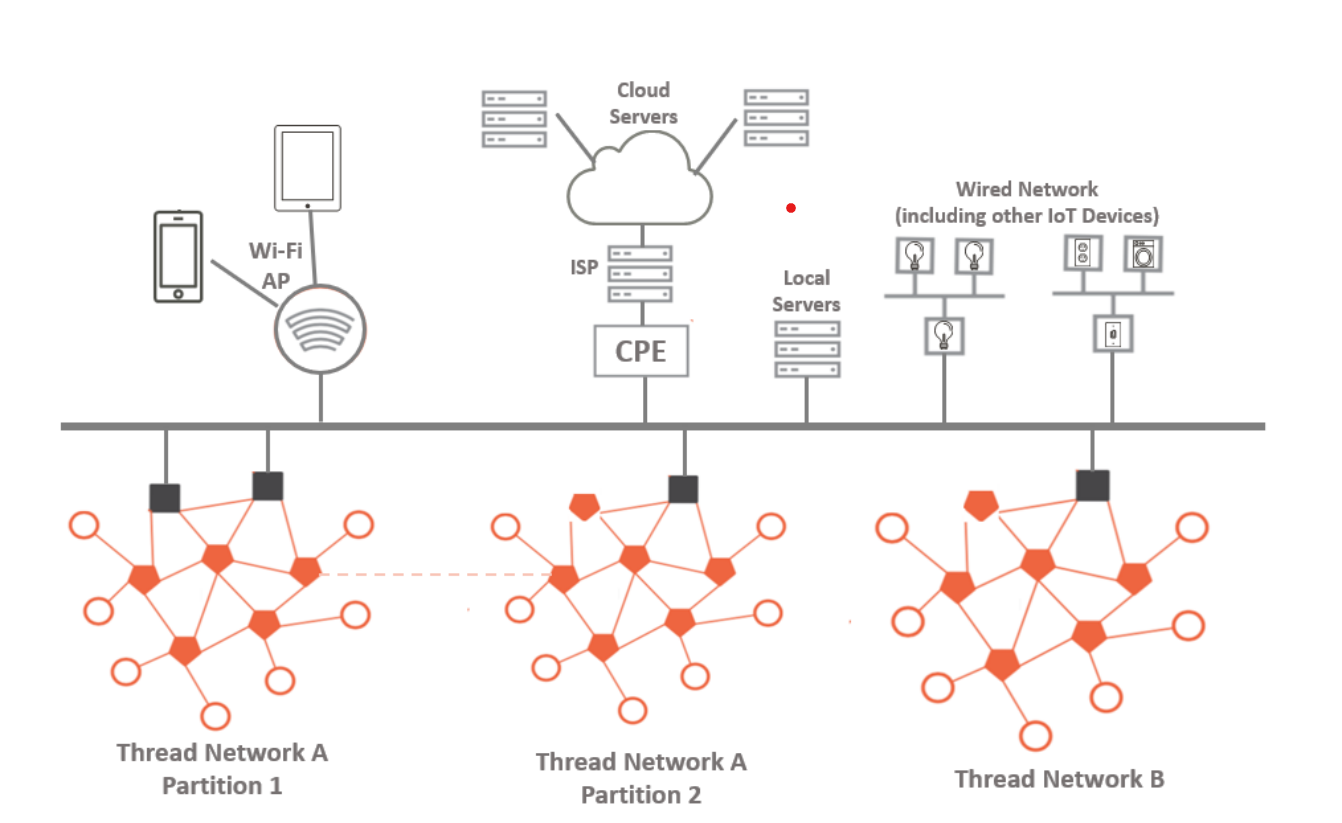 Cloud
Servers
Wi-Fi
AP
ISP
CPE
Local
Servers
Wired Network
(including other IoT Devices)
Thread Network A
Partition 1
Thread Network A
Partition 2
Thread Network B